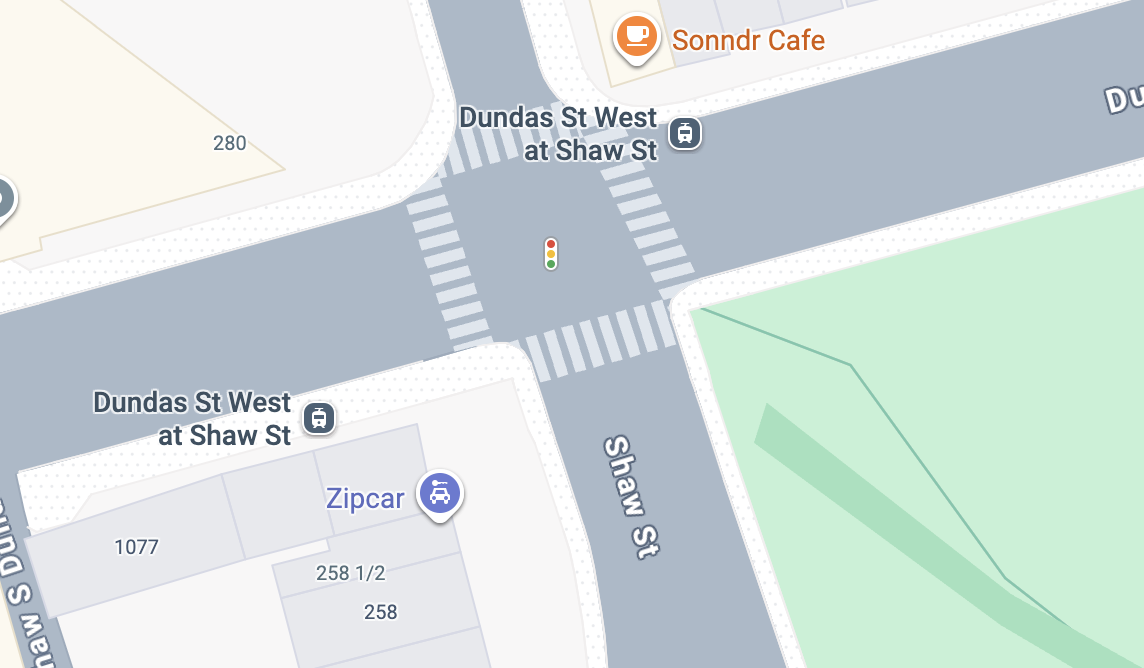 Sonndr Cafe
Du
Dundas St West
at Shaw St
280
Dundas St West
at Shaw St
Zipcar
Shaw St
1077
258 1/2
258